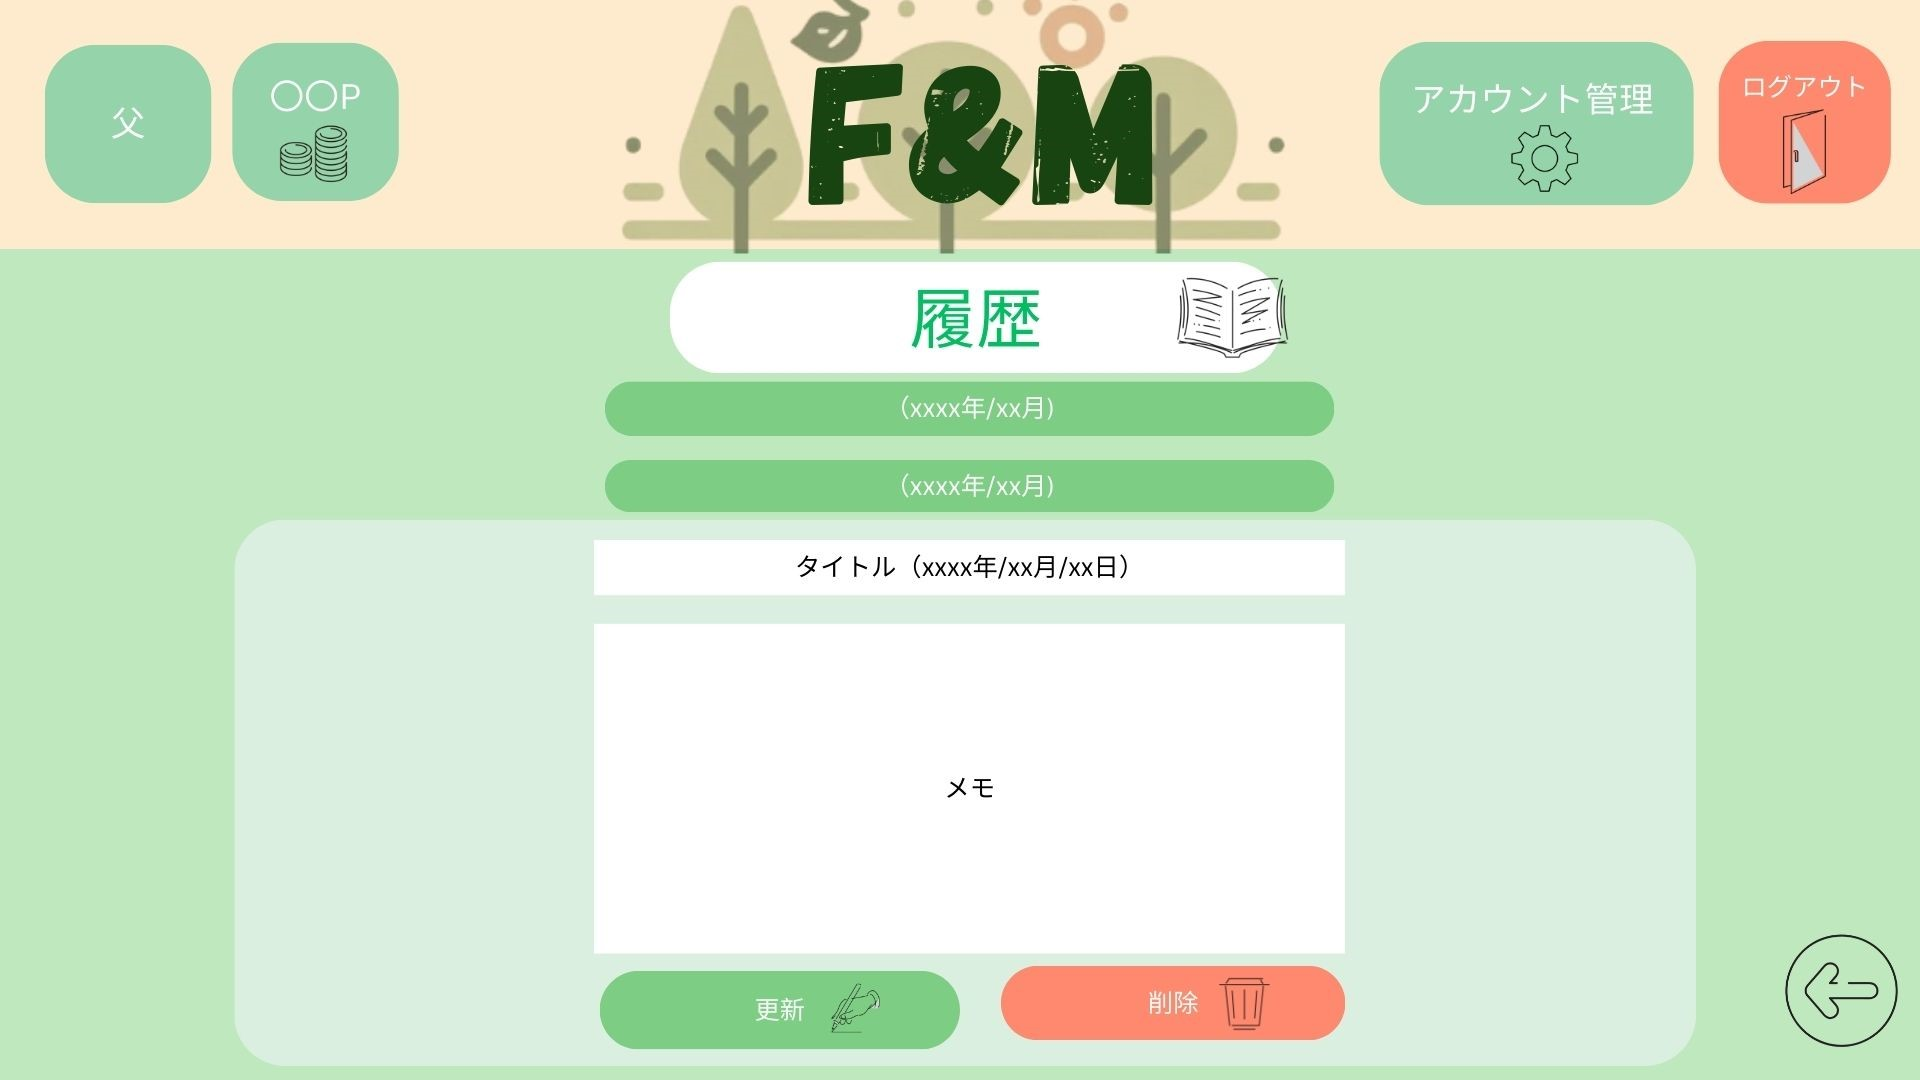 父
〇〇P
F&M
アカウント管理
ログアウト
履歴
（xxxx年/xx月)
（xxxx年/xx月)
タイトル（xxxx年/xx月/xx日）
メモ
更新
削除